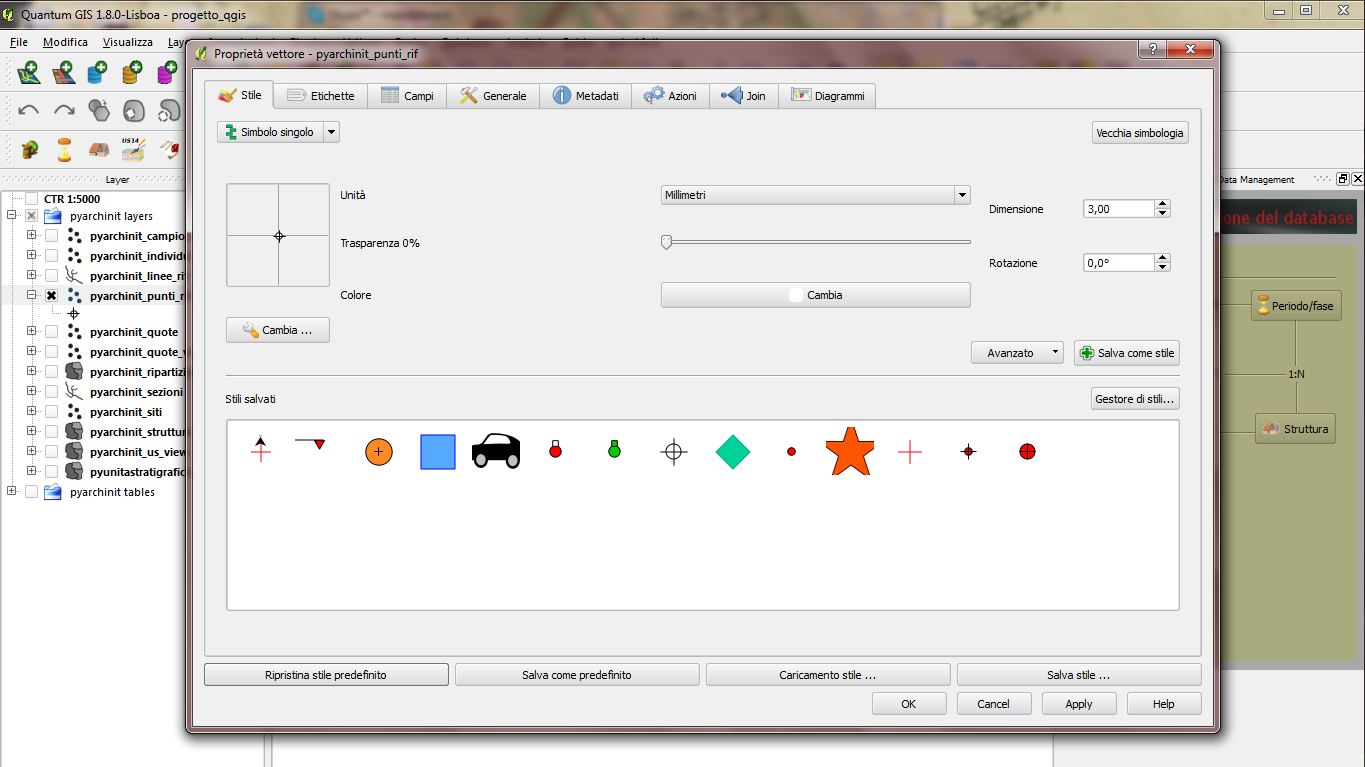 Quantum GIS 1.8.0-Lisboa - progetto_qgis
File Modifica Visualizza
Proprietà vettore - pyarchinit_punti_rif
Stile Etichette Campi Generale Metadati Azioni Join Diagrammi
Simbolo singolo Vecchia simbologia
US14
Layer
Data Management
CTR 1:5000
pyarchinit layers
pyarchinit_campio
pyarchinit_individu
pyarchinit_linee_ri
pyarchinit_punti_r
pyarchinit_quote
pyarchinit_quote_v
pyarchinit_ripartizi
pyarchinit_sezioni
pyarchinit_siti
pyarchinit_struttur
pyarchinit_us_view
pyunitastratigrafic
pyarchinit tables
Unità Millimetri
Dimensione 3,00
Trasparenza 0%
Rotazione 0,0°
Colore Cambia
Cambia ...
Avanzato Salva come stile
Stili salvati Gestore di stili...
Ripristina stile predefinito Salva come predefinito Caricamento stile ... Salva stile ...
OK Cancel Apply Help
one del database
Periodo/fase
1:N
Struttura